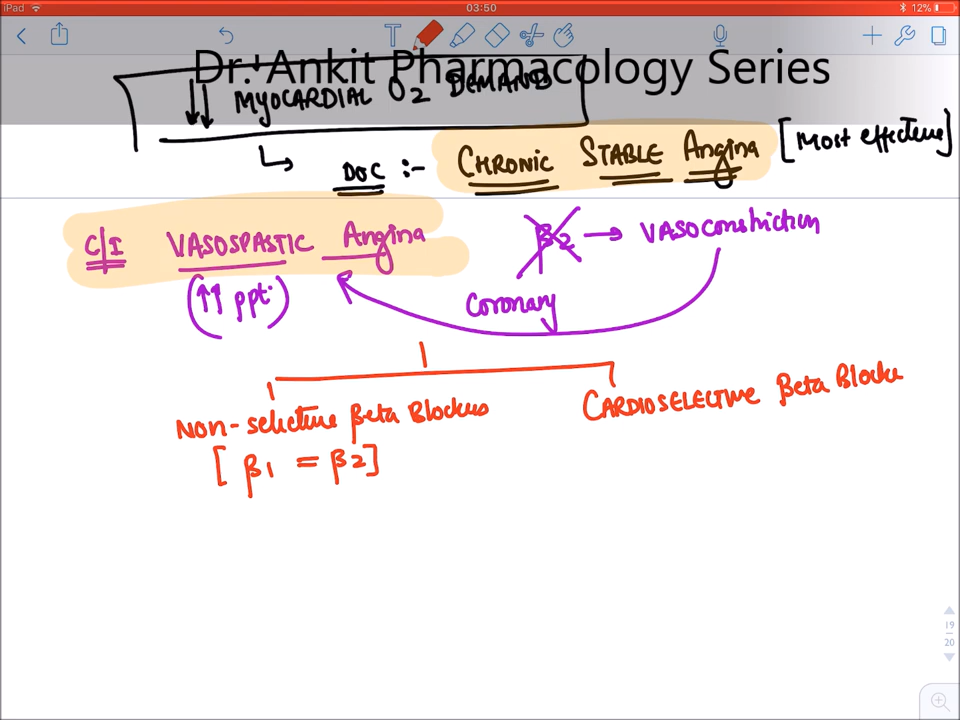 iPad 03:50 12%
T
Dr. Ankit Pharmacology Series
↓↓ MYOCARDIAL O2 DEMAND
DOC :- CHRONIC STABLE Angina [Most effective]
C/I VASOSPASTIC Angina
β2 → VASOconstriction
(↑↑ ppt.)
Coronary
Non-selective Beta Blockers
CARDIOSELECTIVE Beta Blocke
[β1 = β2]
19
20